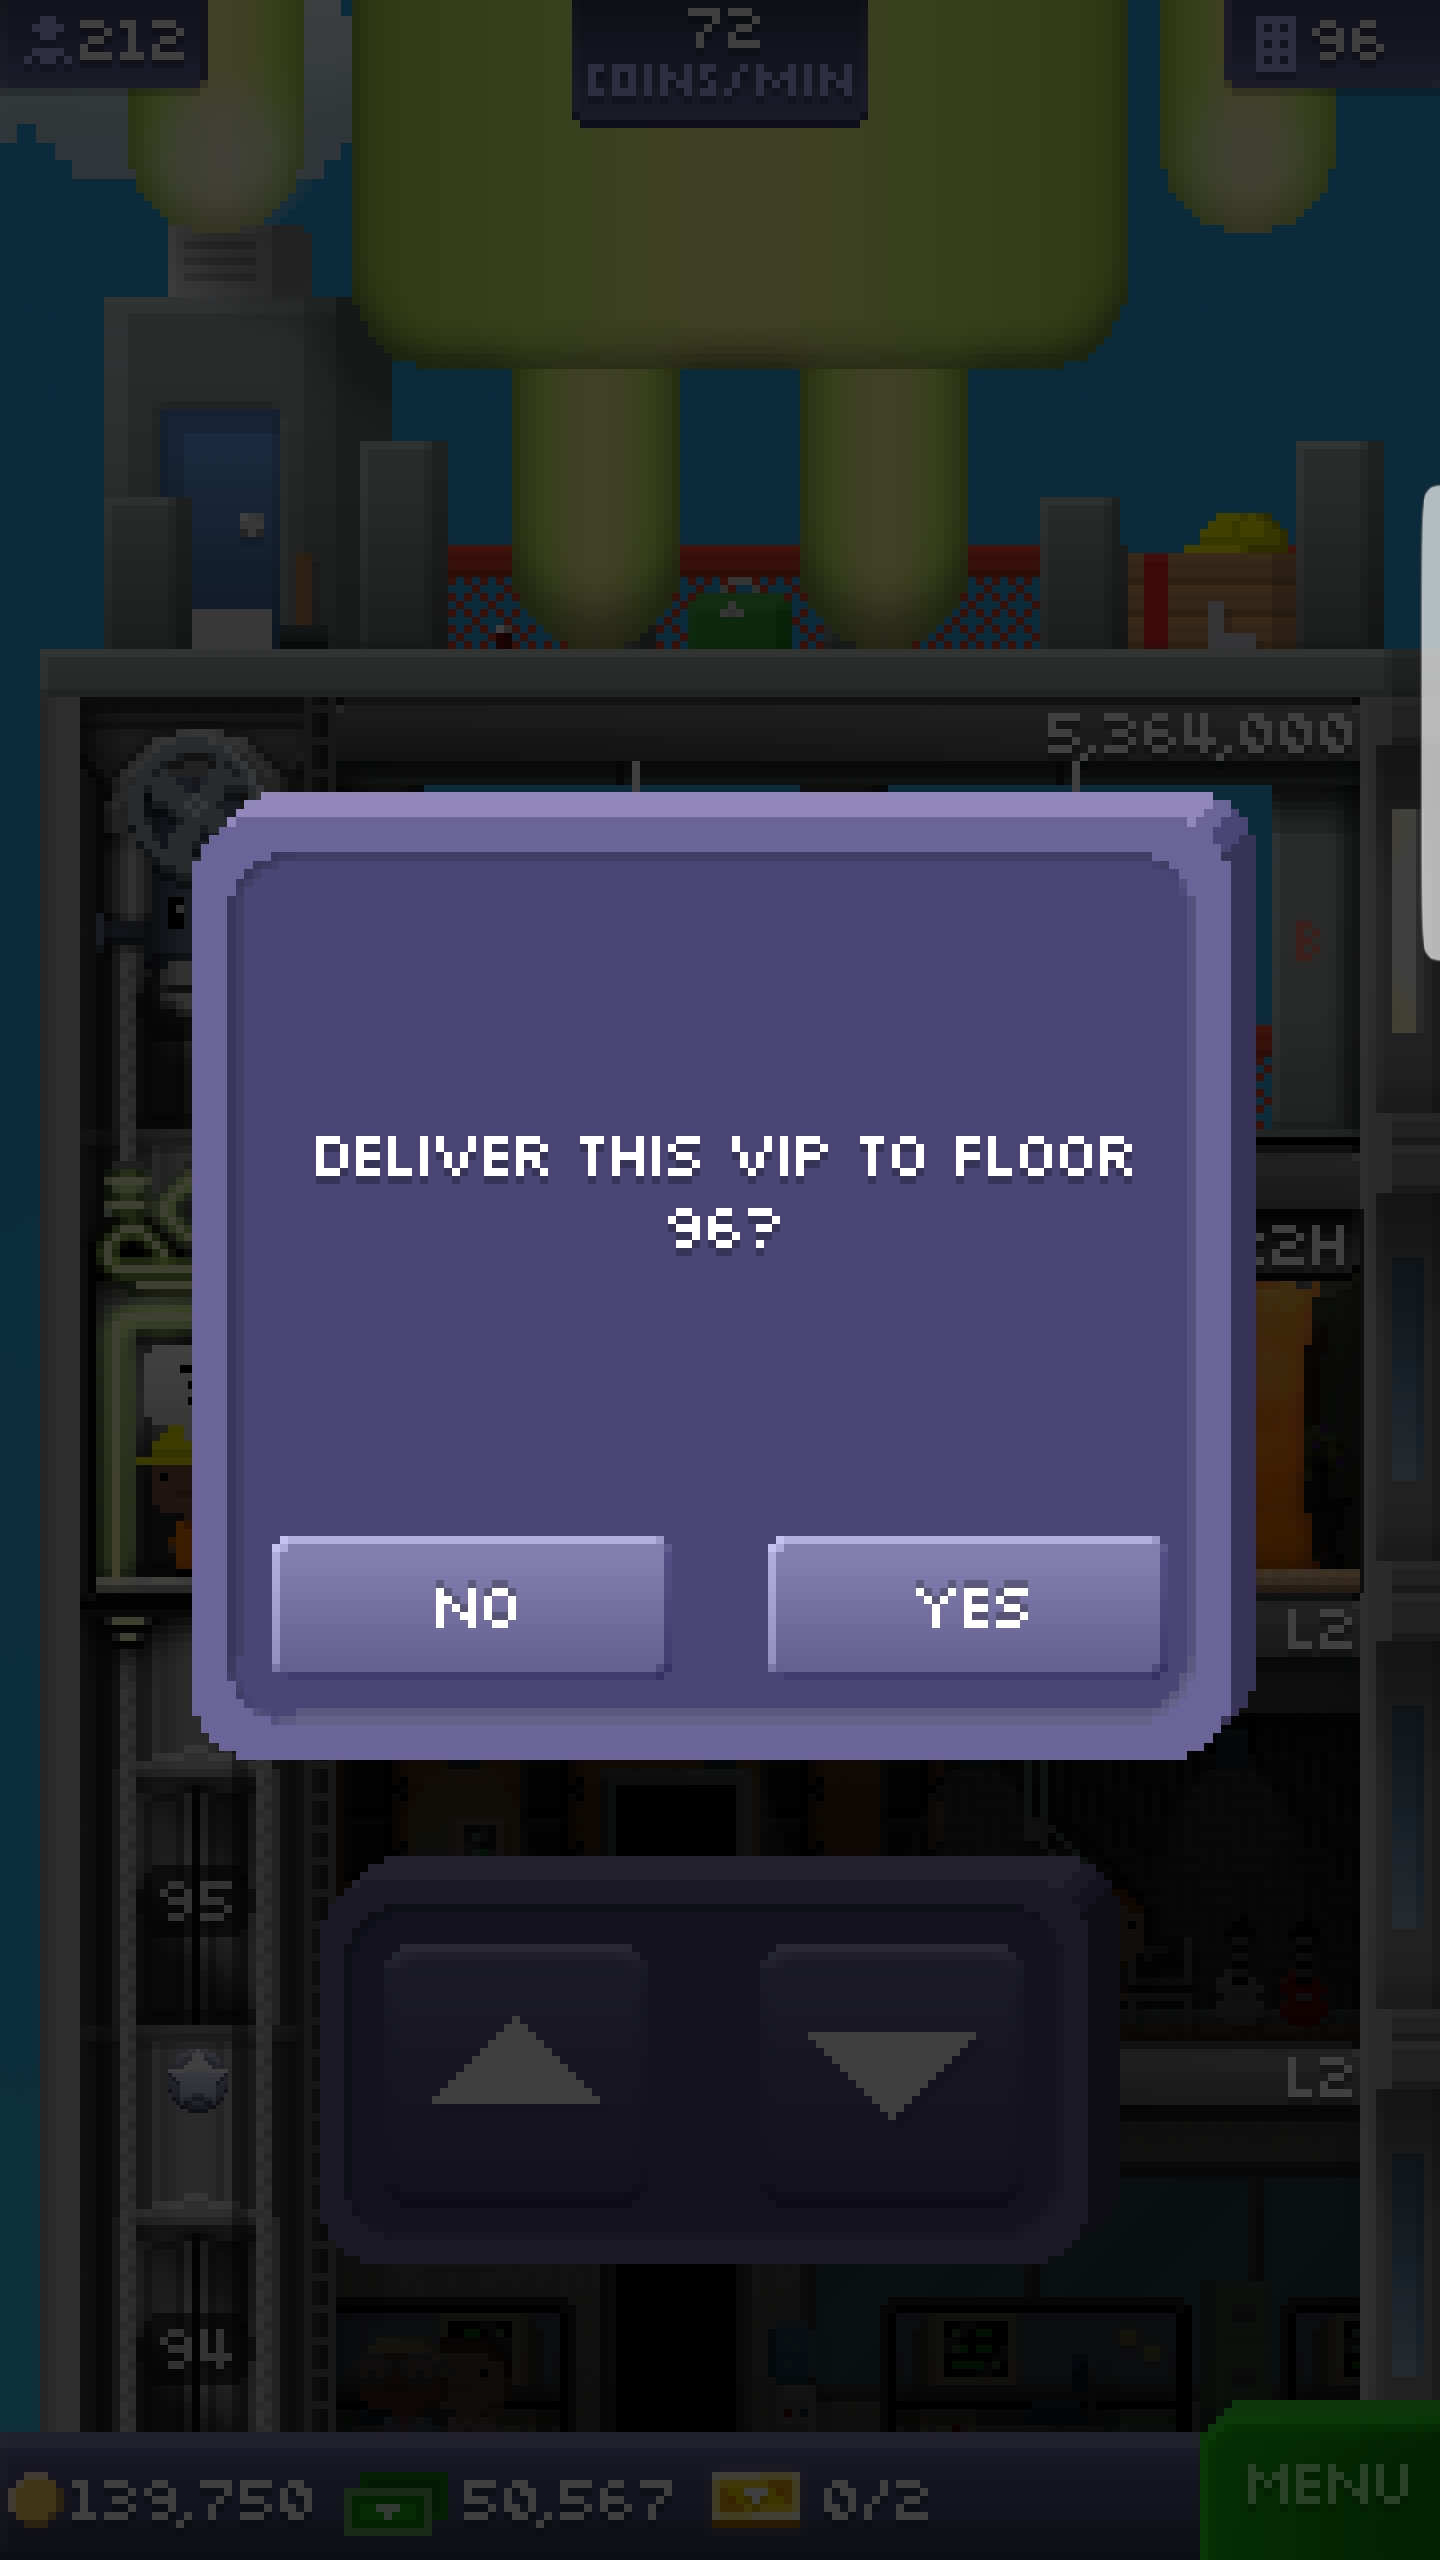 212
72
COINS/MIN
96
5,364,000
B
DELIVER THIS VIP TO FLOOR
96?
22H
NO
YES
L2
95
L2
94
139,750
50,567
0/2
MENU